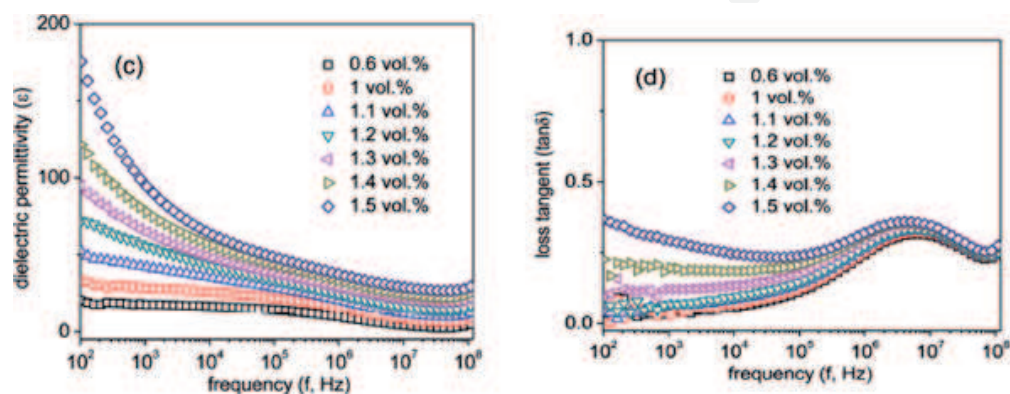 200
100
0
dielectric permittivity (ε)
(c)
0.6 vol.%
1 vol.%
1.1 vol.%
1.2 vol.%
1.3 vol.%
1.4 vol.%
1.5 vol.%
10² 10³ 10⁴ 10⁵ 10⁶ 10⁷ 10⁸
frequency (f, Hz)
1.0
0.5
0.0
loss tangent (tanδ)
(d)
0.6 vol.%
1 vol.%
1.1 vol.%
1.2 vol.%
1.3 vol.%
1.4 vol.%
1.5 vol.%
10² 10³ 10⁴ 10⁵ 10⁶ 10⁷ 10⁸
frequency (f, Hz)